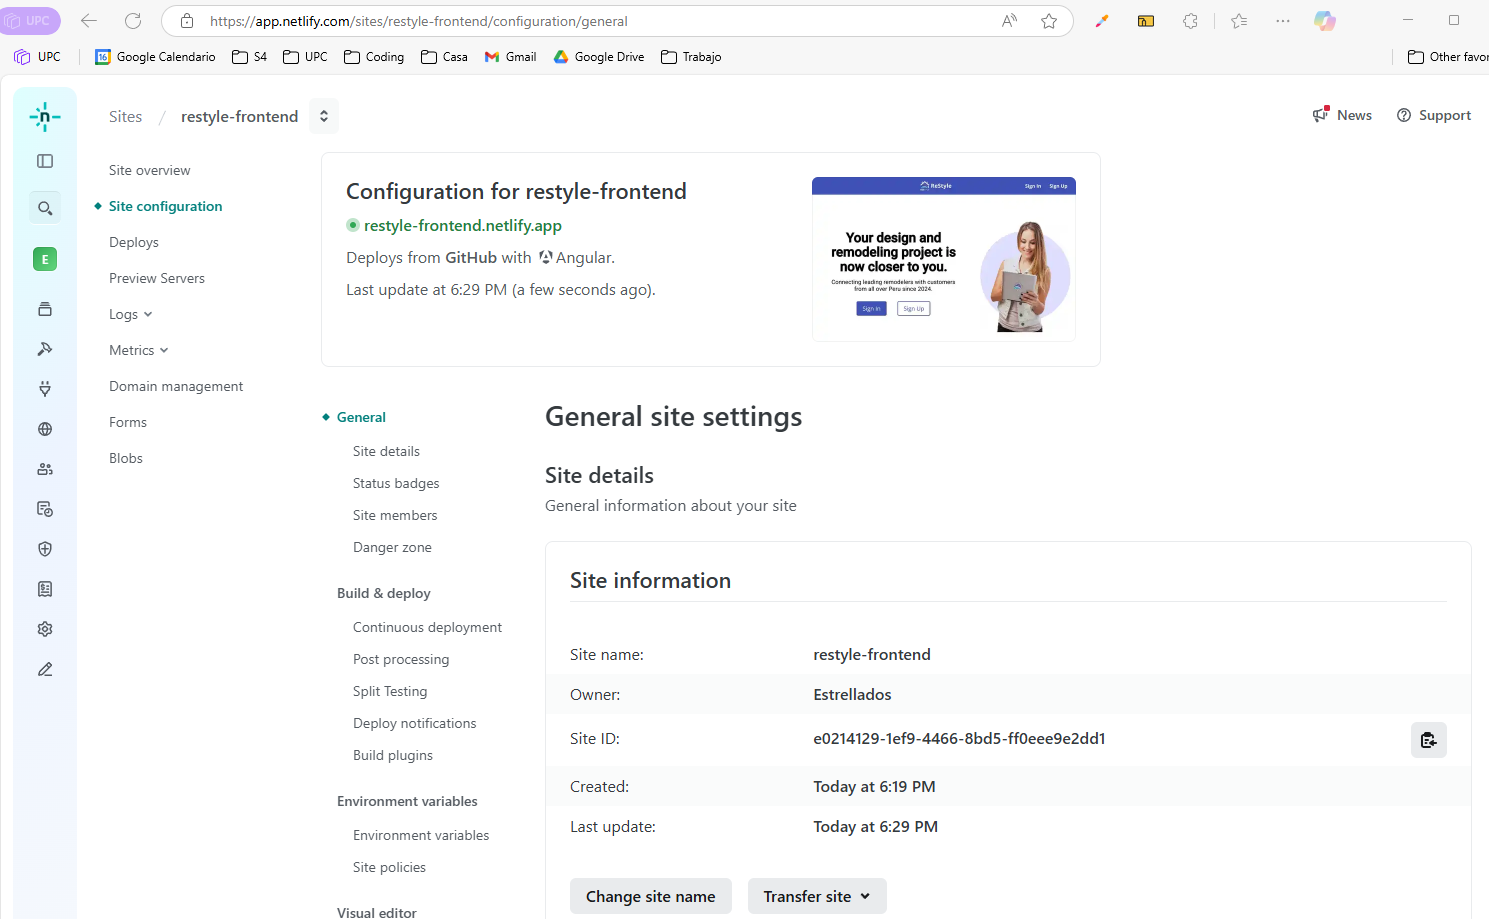 UPC
https://app.netlify.com/sites/restyle-frontend/configuration/general
UPC
16
Google Calendario
S4
UPC
Coding
Casa
Gmail
Google Drive
Trabajo
Other favor
n
Sites / restyle-frontend
News
Support
E
Site overview
Site configuration
Deploys
Preview Servers
Logs
Metrics
Domain management
Forms
Blobs
Configuration for restyle-frontend
restyle-frontend.netlify.app
Deploys from GitHub with Angular.
Last update at 6:29 PM (a few seconds ago).
ReStyle
Sign In Sign Up
Your design and
remodeling project is
now closer to you.
Connecting leading remodelers with customers
from all over Peru since 2024.
Sign In
Sign Up
General
Site details
Status badges
Site members
Danger zone
Build & deploy
Continuous deployment
Post processing
Split Testing
Deploy notifications
Build plugins
Environment variables
Environment variables
Site policies
Visual editor
General site settings
Site details
General information about your site
Site information
Site name: restyle-frontend
Owner: Estrellados
Site ID: e0214129-1ef9-4466-8bd5-ff0eee9e2dd1
Created: Today at 6:19 PM
Last update: Today at 6:29 PM
Change site name
Transfer site